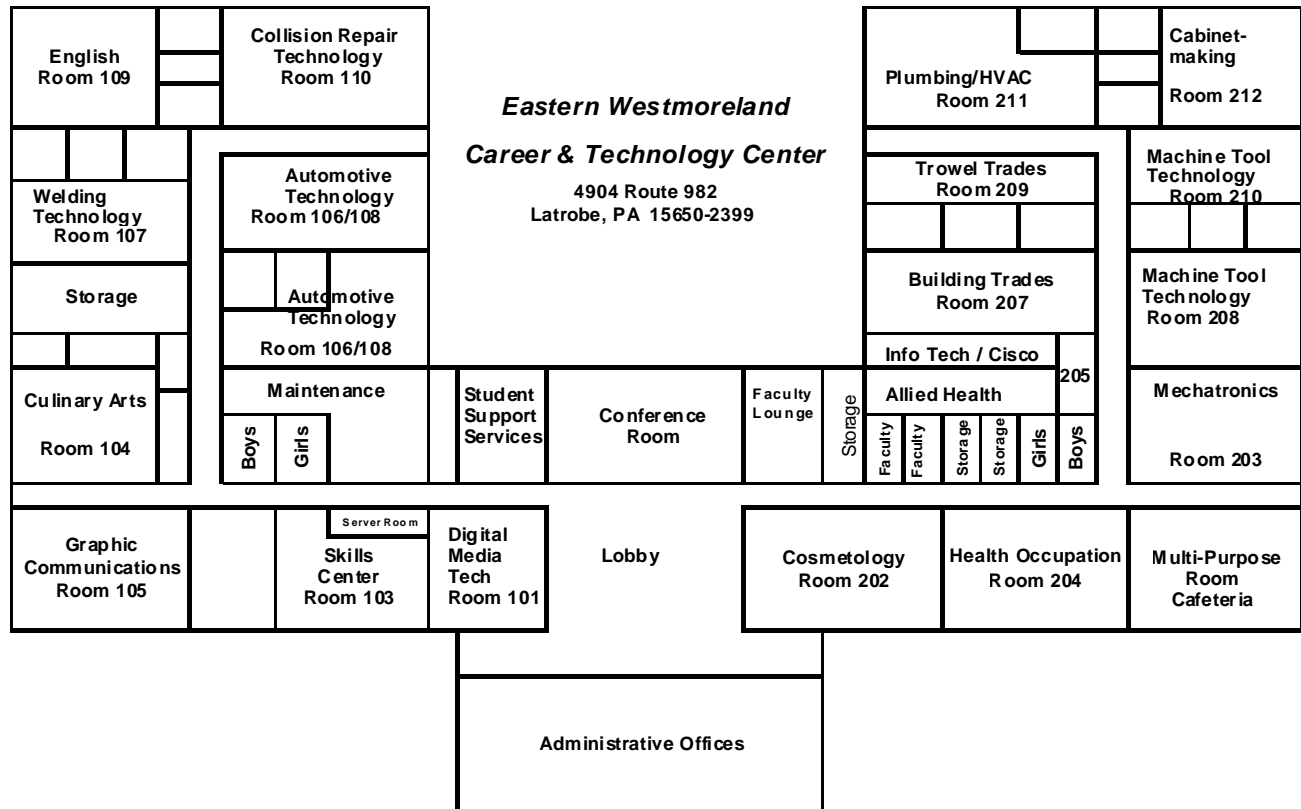 English
Room 109
Collision Repair
Technology
Room 110
Eastern Westmoreland
Career & Technology Center
4904 Route 982
Latrobe, PA 15650-2399
Plumbing/HVAC
Room 211
Cabinet-
making
Room 212
Welding
Technology
Room 107
Automotive
Technology
Room 106/108
Trowel Trades
Room 209
Machine Tool
Technology
Room 210
Storage
Automotive
Technology
Room 106/108
Building Trades
Room 207
Machine Tool
Technology
Room 208
Info Tech / Cisco
205
Culinary Arts
Room 104
Maintenance
Boys
Girls
Student
Support
Services
Conference
Room
Faculty
Lounge
Storage
Allied Health
Faculty
Faculty
Storage
Storage
Girls
Boys
Mechatronics
Room 203
Graphic
Communications
Room 105
Server Room
Skills
Center
Room 103
Digital
Media
Tech
Room 101
Lobby
Cosmetology
Room 202
Health Occupation
Room 204
Multi-Purpose
Room
Cafeteria
Administrative Offices